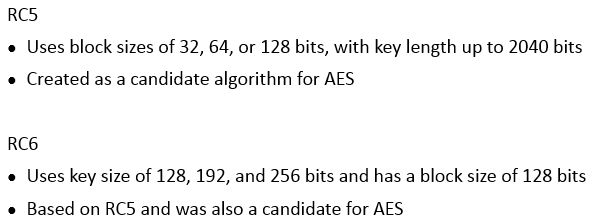 RC5
• Uses block sizes of 32, 64, or 128 bits, with key length up to 2040 bits
• Created as a candidate algorithm for AES
RC6
• Uses key size of 128, 192, and 256 bits and has a block size of 128 bits
• Based on RC5 and was also a candidate for AES